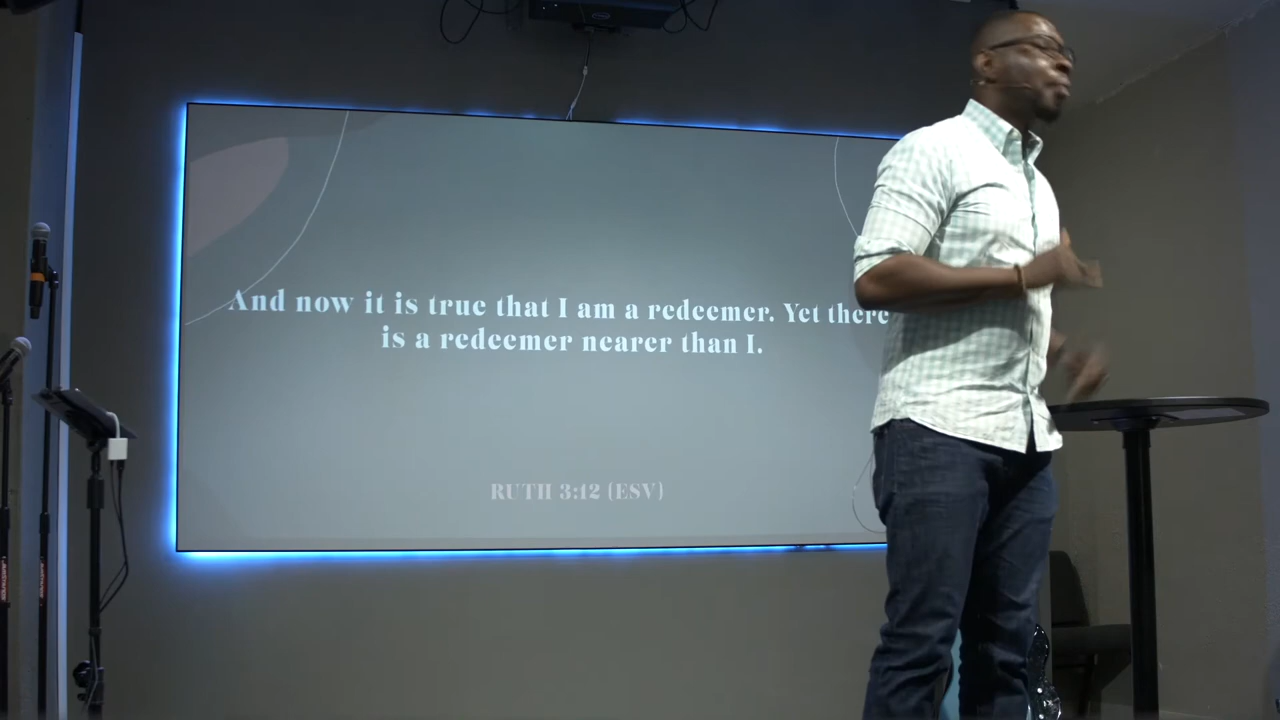 And now it is true that I am a redeemer. Yet there
is a redeemer nearer than I.
RUTH 3:12 (ESV)